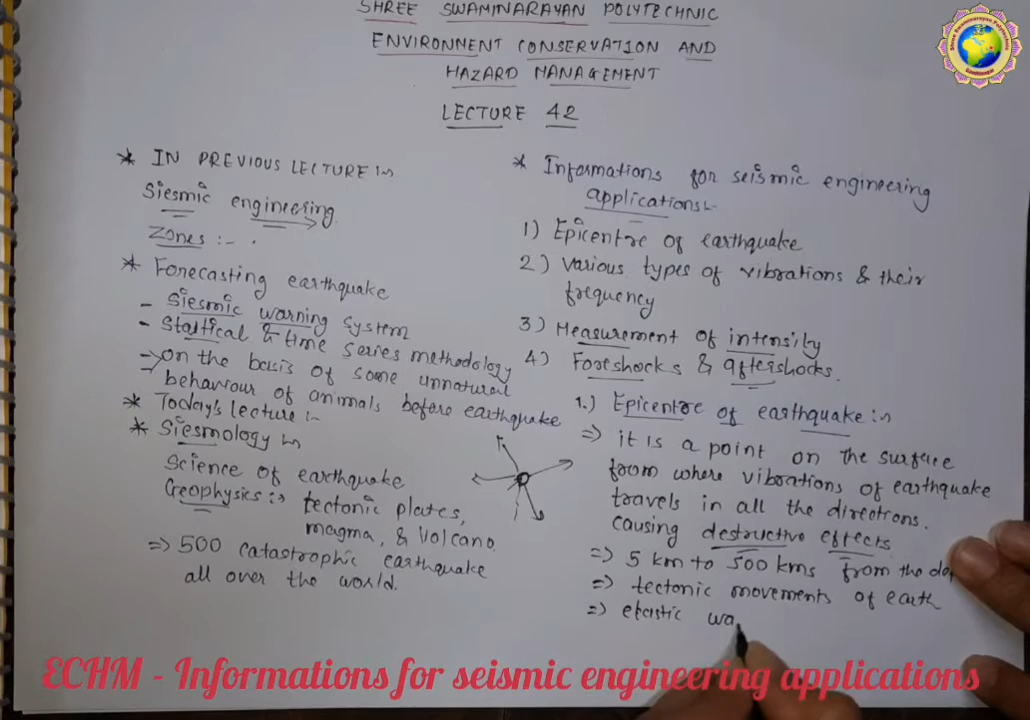 SHREE SWAMINARAYAN POLYTECHNIC
ENVIRONMENT CONSERVATION AND
HAZARD MANAGEMENT
LECTURE 42
* IN PREVIOUS LECTURE :-
Siesmic engineering
Zones :- .
* Forecasting earthquake
- Siesmic warning system
- Stastical & time series methodology
-> on the basis of some unnatural
behaviour of animals before earthquake
* Today's lecture :-
* Siesmology :-
Science of earthquake
Geophysics :- tectonic plates,
magma, & volcano.
=> 500 catastrophic earthquake
all over the world.
* Informations for seismic engineering
applications :-
1) Epicentre of earthquake
2) Various types of vibrations & their
frequency
3) Measurement of intensity
4) Foreshocks & aftershocks.
1.) Epicentre of earthquake :-
=> it is a point on the surface
from where vibrations of earthquake
travels in all the directions.
causing destructive effects
=> 5 km to 500 kms from the
=> tectonic movements of earth
=> elastic wa
ECHM - Informations for seismic engineering applications